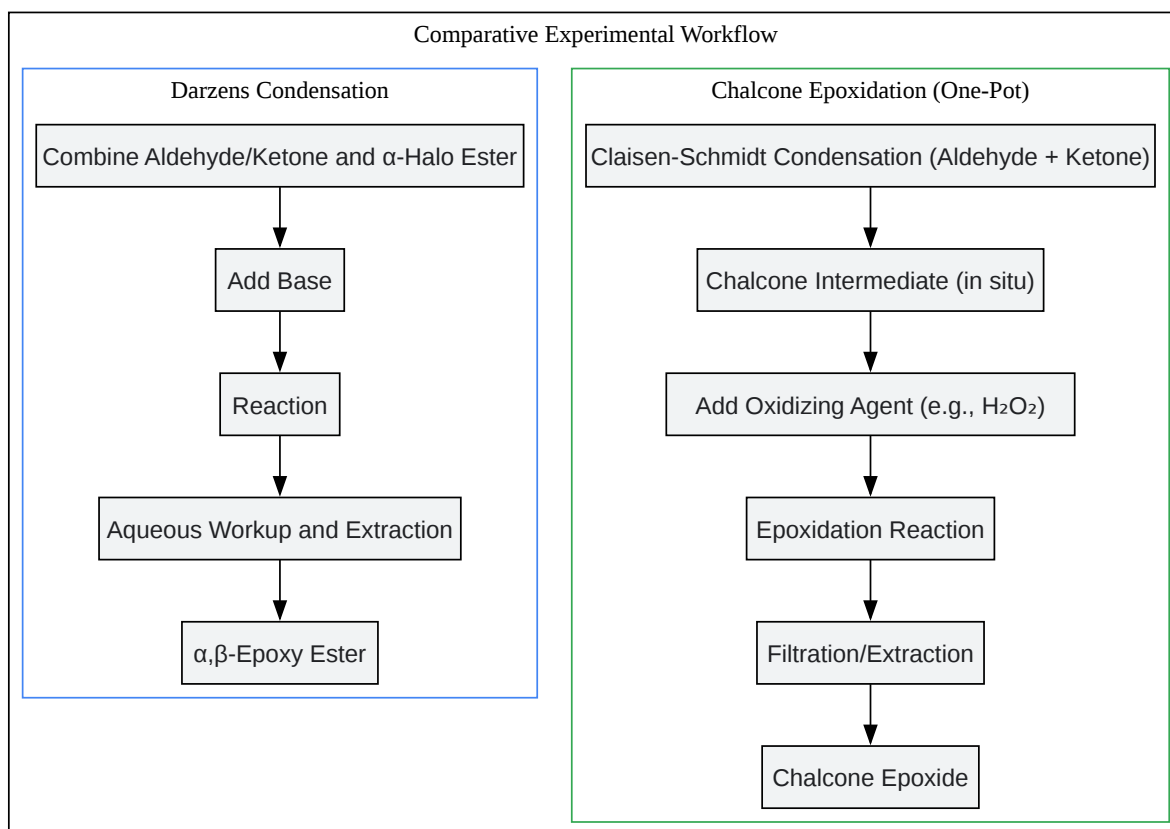 Comparative Experimental Workflow
Darzens Condensation
Combine Aldehyde/Ketone and α-Halo Ester
Add Base
Reaction
Aqueous Workup and Extraction
α,β-Epoxy Ester
Chalcone Epoxidation (One-Pot)
Claisen-Schmidt Condensation (Aldehyde + Ketone)
Chalcone Intermediate (in situ)
Add Oxidizing Agent (e.g., H₂O₂)
Epoxidation Reaction
Filtration/Extraction
Chalcone Epoxide